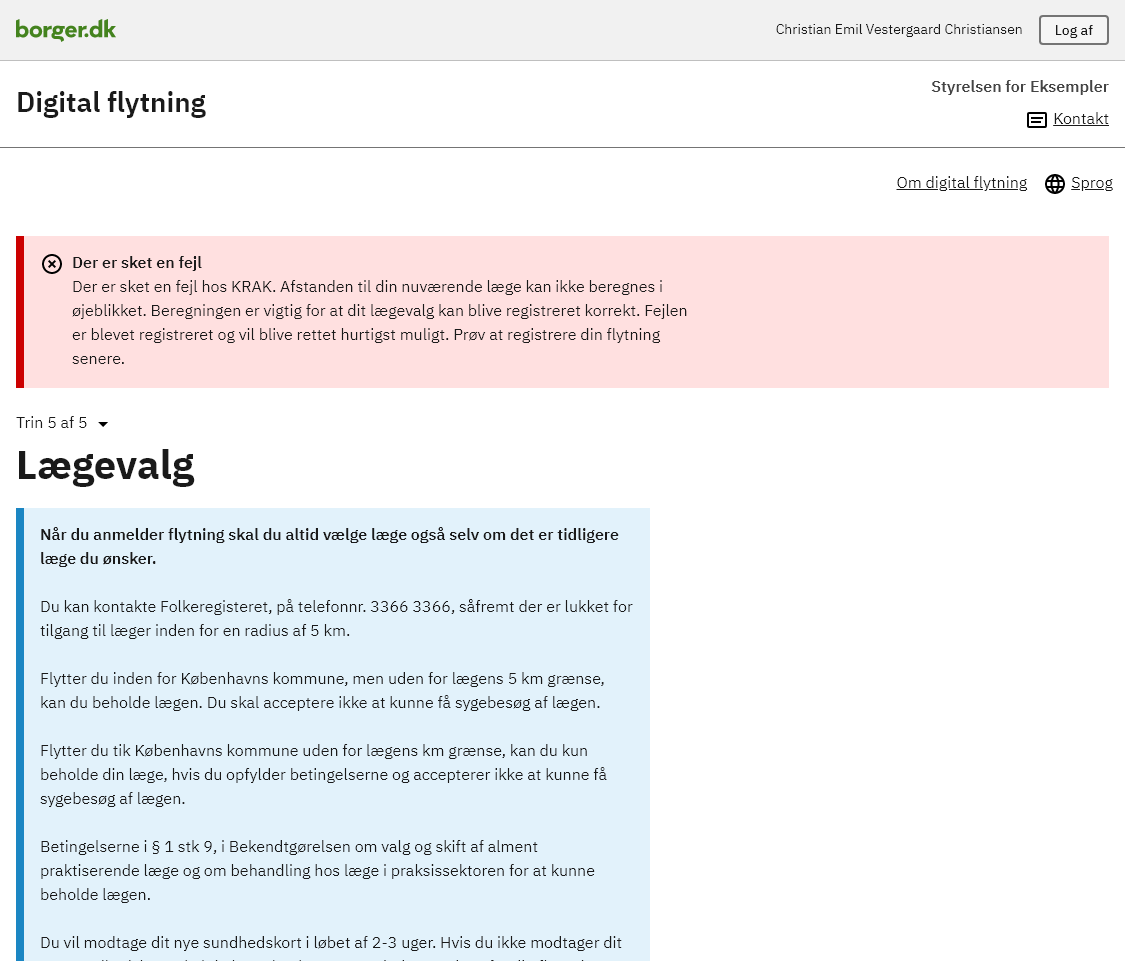 borger.dk
Christian Emil Vestergaard Christiansen
Log af
Digital flytning
Styrelsen for Eksempler
Kontakt
Om digital flytning
Sprog
Der er sket en fejl
Der er sket en fejl hos KRAK. Afstanden til din nuværende læge kan ikke beregnes i
øjeblikket. Beregningen er vigtig for at dit lægevalg kan blive registreret korrekt. Fejlen
er blevet registreret og vil blive rettet hurtigst muligt. Prøv at registrere din flytning
senere.
Trin 5 af 5
Lægevalg
Når du anmelder flytning skal du altid vælge læge også selv om det er tidligere
læge du ønsker.
Du kan kontakte Folkeregisteret, på telefonnr. 3366 3366, såfremt der er lukket for
tilgang til læger inden for en radius af 5 km.
Flytter du inden for Københavns kommune, men uden for lægens 5 km grænse,
kan du beholde lægen. Du skal acceptere ikke at kunne få sygebesøg af lægen.
Flytter du tik Københavns kommune uden for lægens km grænse, kan du kun
beholde din læge, hvis du opfylder betingelserne og accepterer ikke at kunne få
sygebesøg af lægen.
Betingelserne i § 1 stk 9, i Bekendtgørelsen om valg og skift af alment
praktiserende læge og om behandling hos læge i praksissektoren for at kunne
beholde lægen.
Du vil modtage dit nye sundhedskort i løbet af 2-3 uger. Hvis du ikke modtager dit